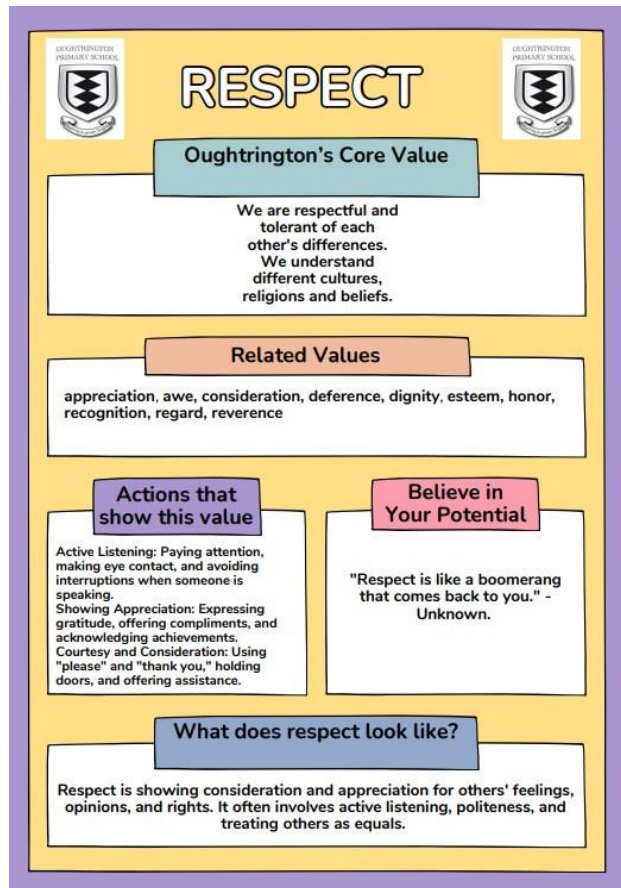 OUGHTRINGTON
PRIMARY SCHOOL
OUGHTRINGTON
PRIMARY SCHOOL
RESPECT
Oughtrington's Core Value
We are respectful and
tolerant of each
other's differences.
We understand
different cultures,
religions and beliefs.
Related Values
appreciation, awe, consideration, deference, dignity, esteem, honor,
recognition, regard, reverence
Actions that
show this value
Active Listening: Paying attention,
making eye contact, and avoiding
interruptions when someone is
speaking.
Showing Appreciation: Expressing
gratitude, offering compliments, and
acknowledging achievements.
Courtesy and Consideration: Using
"please" and "thank you," holding
doors, and offering assistance.
Believe in
Your Potential
"Respect is like a boomerang
that comes back to you." -
Unknown.
What does respect look like?
Respect is showing consideration and appreciation for others' feelings,
opinions, and rights. It often involves active listening, politeness, and
treating others as equals.